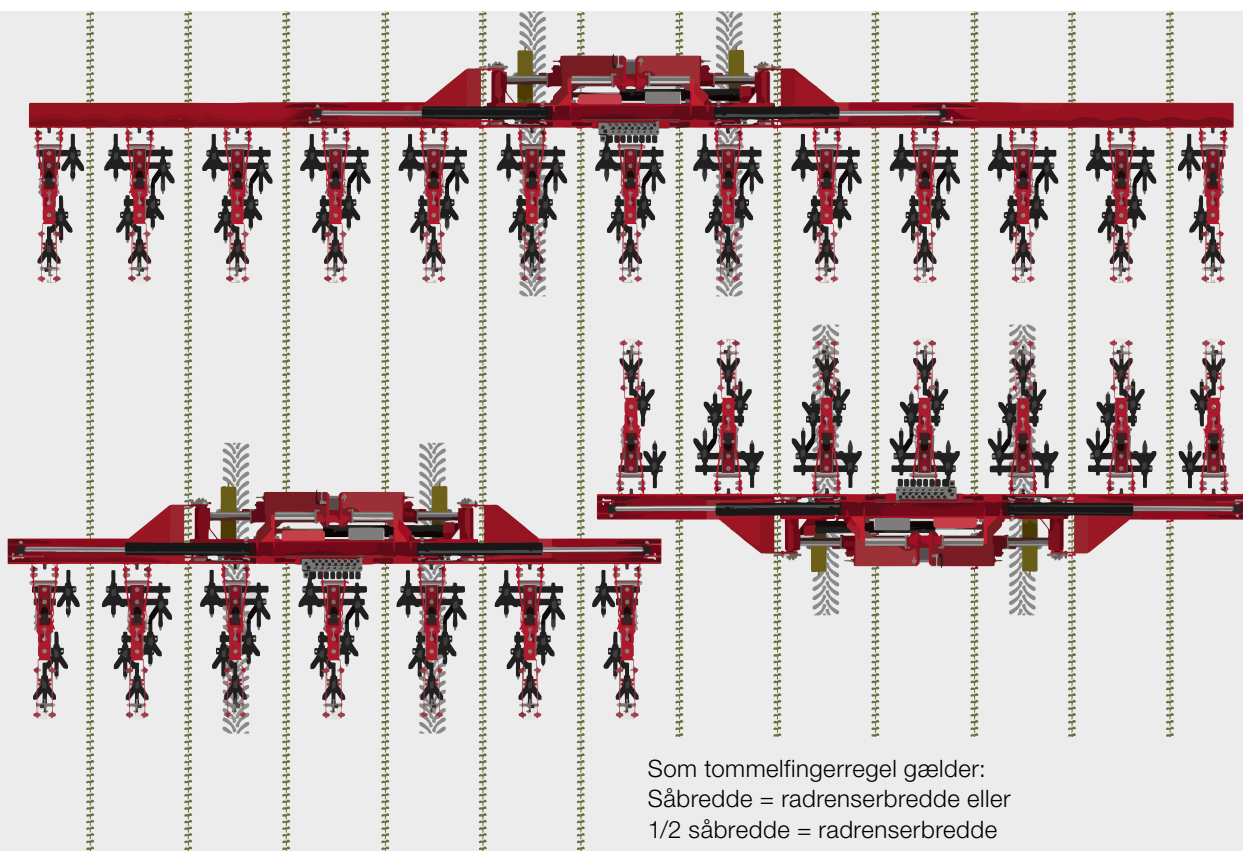 Som tommelfingerregel gælder:
Såbredde = radrenserbredde eller
1/2 såbredde = radrenserbredde